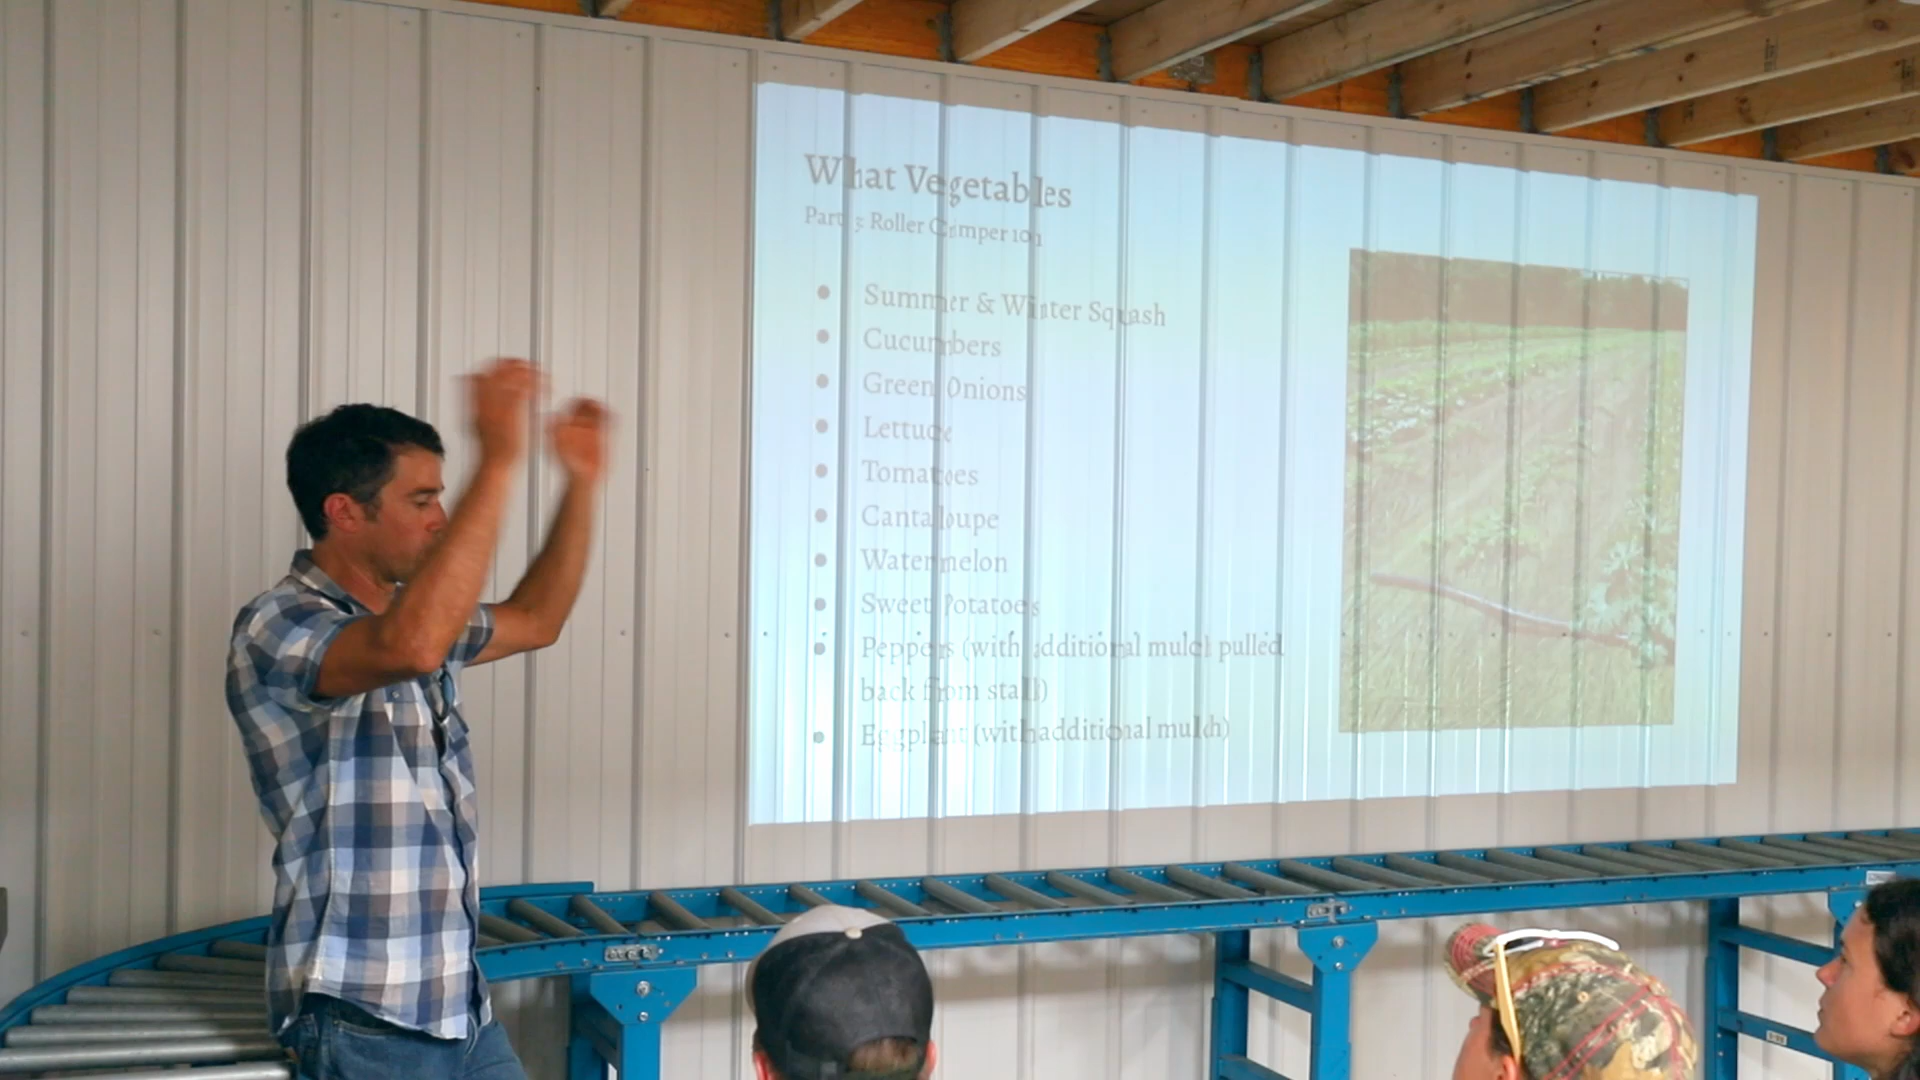 What Vegetables
Part 3: Roller Crimper 101
Summer & Winter Squash
Cucumbers
Green Onions
Lettuce
Tomatoes
Cantaloupe
Watermelon
Sweet Potatoes
Peppers (with additional mulch pulled
back from stall)
Eggplant (with additional mulch)